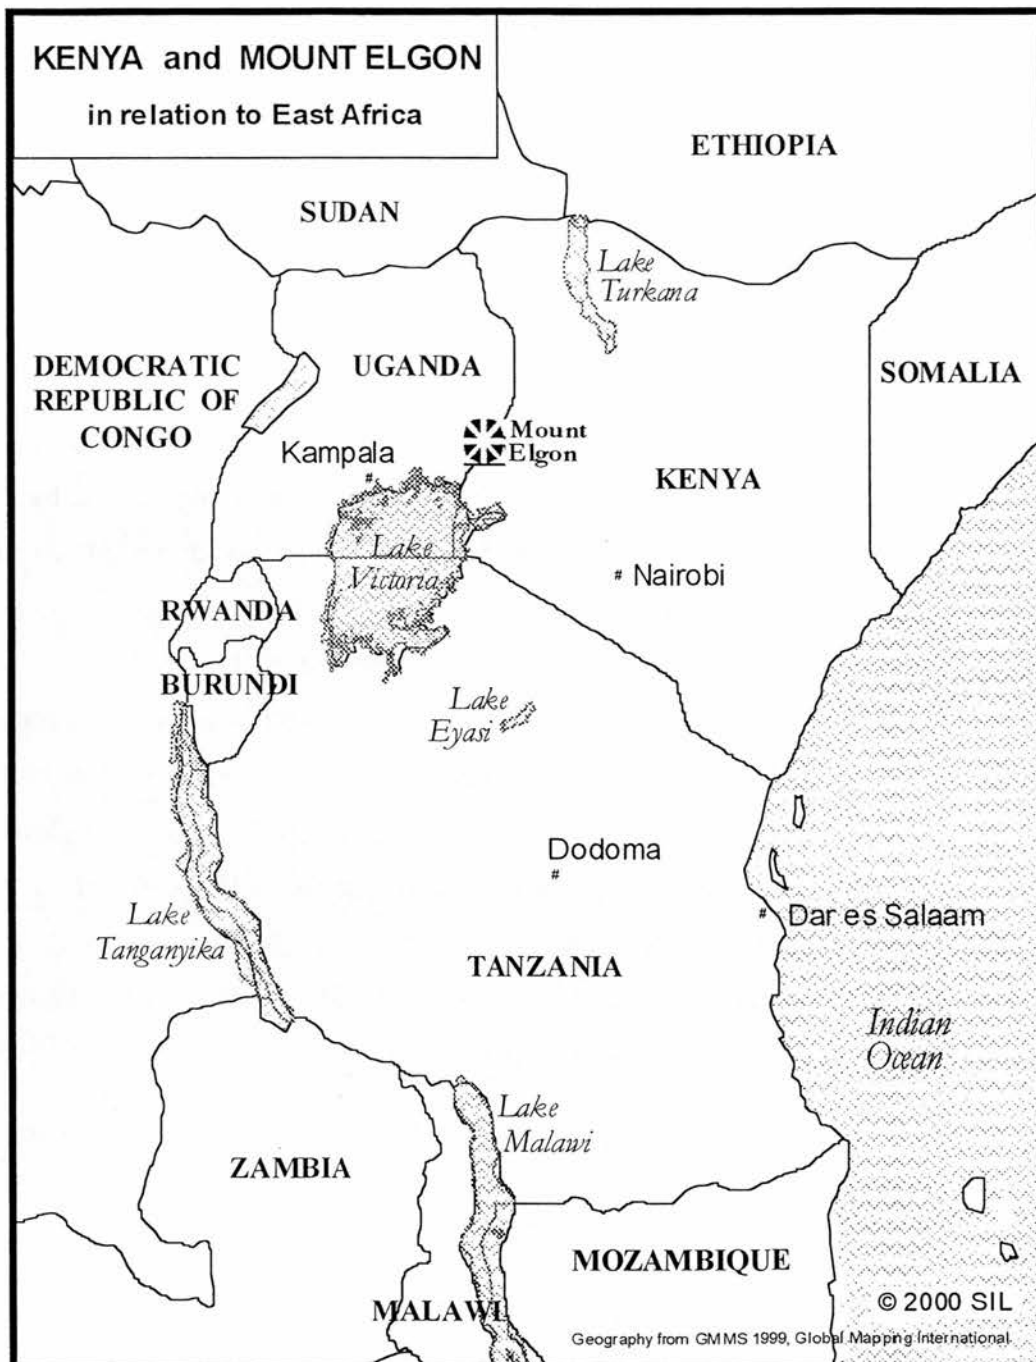 KENYA and MOUNT ELGON
in relation to East Africa
ETHIOPIA
SUDAN
Lake
Turkana
DEMOCRATIC
REPUBLIC OF
CONGO
UGANDA
SOMALIA
Mount
Elgon
Kampala
KENYA
Lake
Victoria
# Nairobi
RWANDA
BURUNDI
Lake
Eyasi
Dodoma
#
# Dar es Salaam
Lake
Tanganyika
TANZANIA
Indian
Ocean
Lake
Malawi
ZAMBIA
MOZAMBIQUE
MALAWI
© 2000 SIL
Geography from GMMS 1999, Global Mapping International